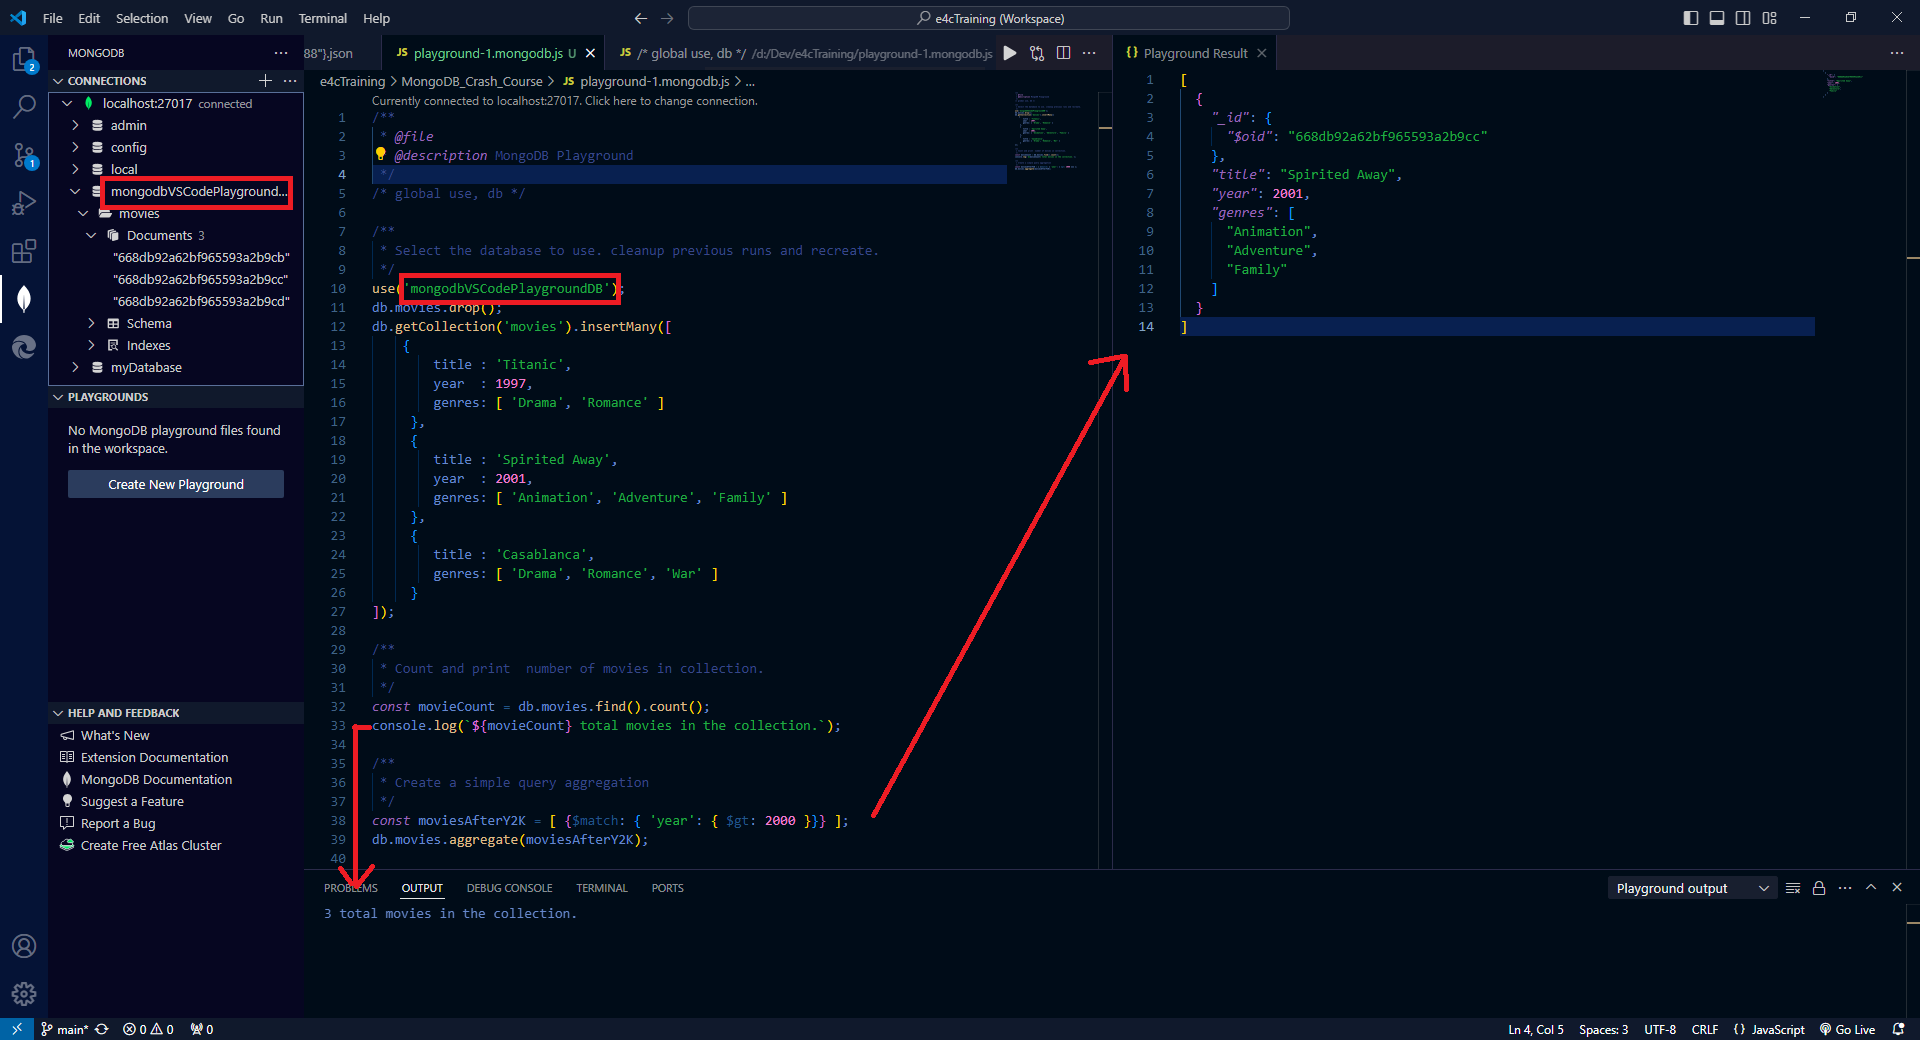 File Edit Selection View Go Run Terminal Help
e4cTraining (Workspace)
MONGODB
CONNECTIONS
localhost:27017 connected
admin
config
local
mongodbVSCodePlayground...
movies
Documents 3
"668db92a62bf965593a2b9cb"
"668db92a62bf965593a2b9cc"
"668db92a62bf965593a2b9cd"
Schema
Indexes
myDatabase
PLAYGROUNDS
No MongoDB playground files found
in the workspace.
Create New Playground
HELP AND FEEDBACK
What's New
Extension Documentation
MongoDB Documentation
Suggest a Feature
Report a Bug
Create Free Atlas Cluster
2
1
88"}.json
JS playground-1.mongodb.js U
JS /* global use, db */ /d:/Dev/e4cTraining/playground-1.mongodb.js
e4cTraining > MongoDB_Crash_Course > JS playground-1.mongodb.js > ...
Currently connected to localhost:27017. Click here to change connection.
1 /**
2 * @file
3 * @description MongoDB Playground
4 */
5 /* global use, db */
6
7 /**
8 * Select the database to use. cleanup previous runs and recreate.
9 */
10 use('mongodbVSCodePlaygroundDB');
11 db.movies.drop();
12 db.getCollection('movies').insertMany([
13 {
14 title : 'Titanic',
15 year : 1997,
16 genres: [ 'Drama', 'Romance' ]
17 },
18 {
19 title : 'Spirited Away',
20 year : 2001,
21 genres: [ 'Animation', 'Adventure', 'Family' ]
22 },
23 {
24 title : 'Casablanca',
25 genres: [ 'Drama', 'Romance', 'War' ]
26 }
27 ]);
28
29 /**
30 * Count and print  number of movies in collection.
31 */
32 const movieCount = db.movies.find().count();
33 console.log(`${movieCount} total movies in the collection.`);
34
35 /**
36 * Create a simple query aggregation
37 */
38 const moviesAfterY2K = [ {$match: { 'year': { $gt: 2000 }}} ];
39 db.movies.aggregate(moviesAfterY2K);
40
{} Playground Result
1 [
2 {
3 "_id": {
4 "$oid": "668db92a62bf965593a2b9cc"
5 },
6 "title": "Spirited Away",
7 "year": 2001,
8 "genres": [
9 "Animation",
10 "Adventure",
11 "Family"
12 ]
13 }
14 ]
PROBLEMS OUTPUT DEBUG CONSOLE TERMINAL PORTS
Playground output
3 total movies in the collection.
main* 0 0 0
Ln 4, Col 5 Spaces: 3 UTF-8 CRLF {} JavaScript Go Live